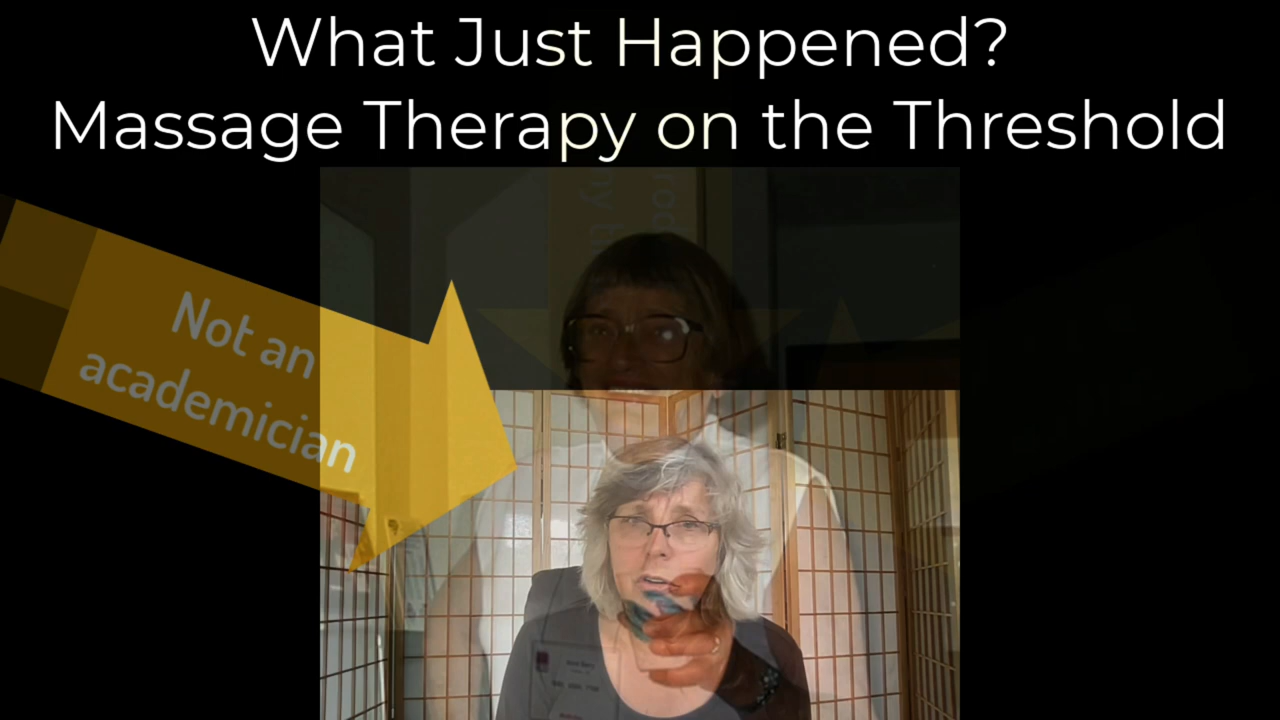 What Just Happened?
Massage Therapy on the Threshold
Not an
academician